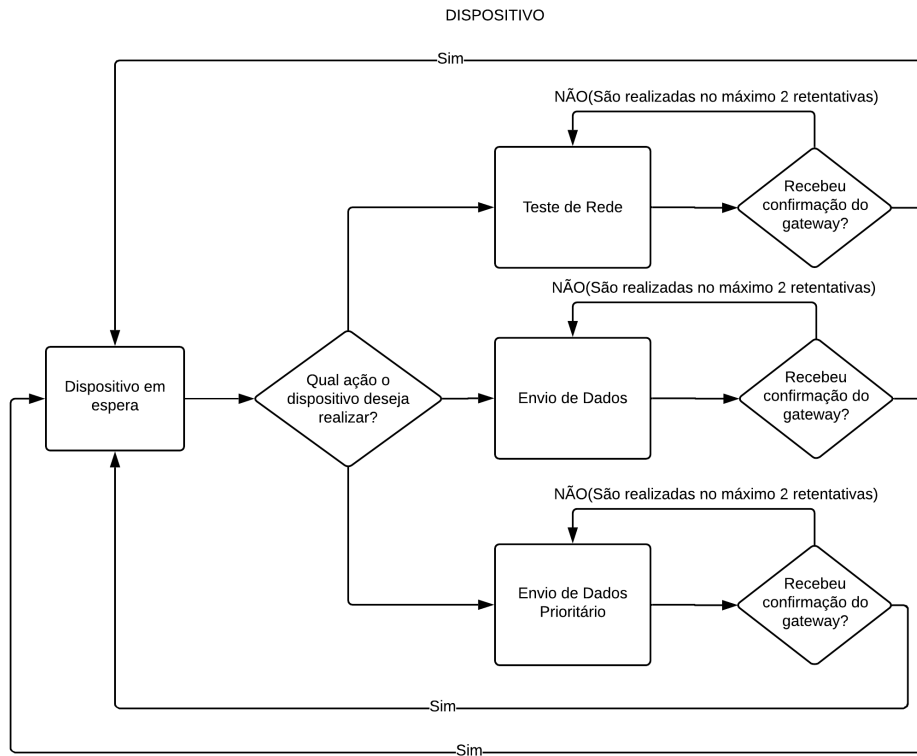 DISPOSITIVO
Sim
NÃO(São realizadas no máximo 2 retentativas)
Teste de Rede
Recebeu
confirmação do
gateway?
NÃO(São realizadas no máximo 2 retentativas)
Dispositivo em
espera
Qual ação o
dispositivo deseja
realizar?
Envio de Dados
Recebeu
confirmação do
gateway?
NÃO(São realizadas no máximo 2 retentativas)
Envio de Dados
Prioritário
Recebeu
confirmação do
gateway?
Sim
Sim